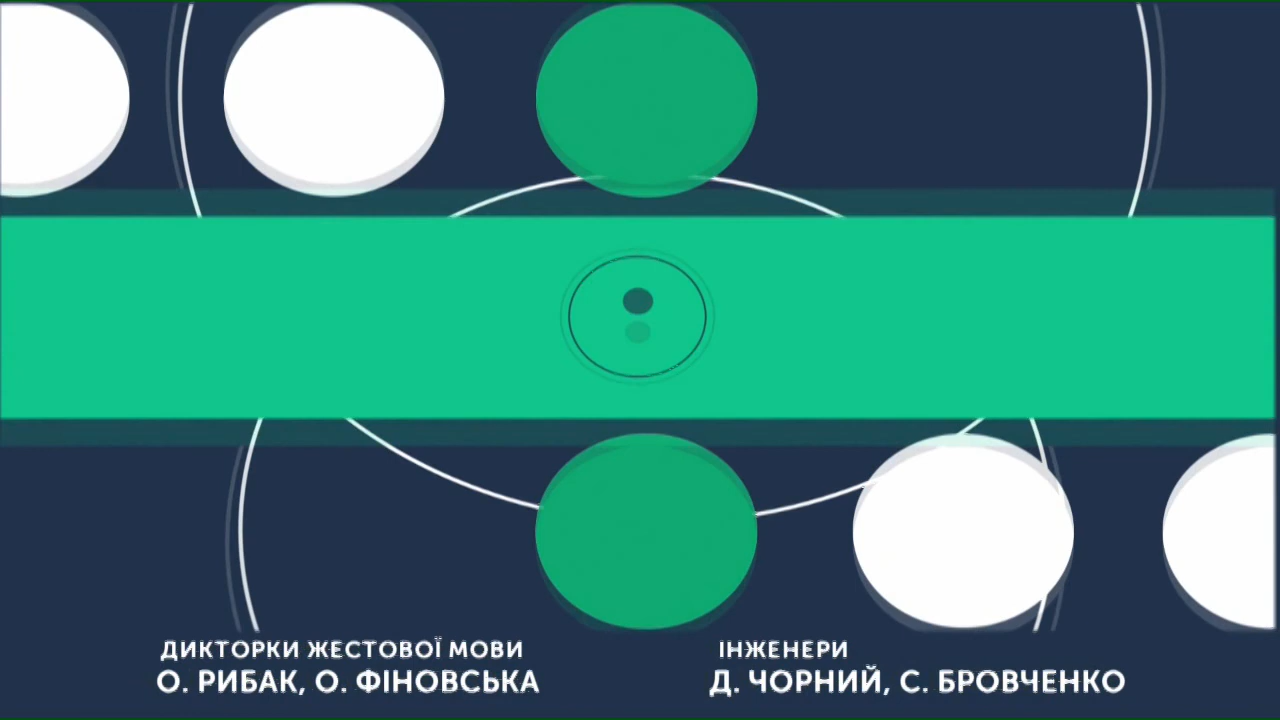 ДИКТОРКИ ЖЕСТОВОЇ МОВИ
О. РИБАК, О. ФІНОВСЬКА
ІНЖЕНЕРИ
Д. ЧОРНИЙ, С. БРОВЧЕНКО